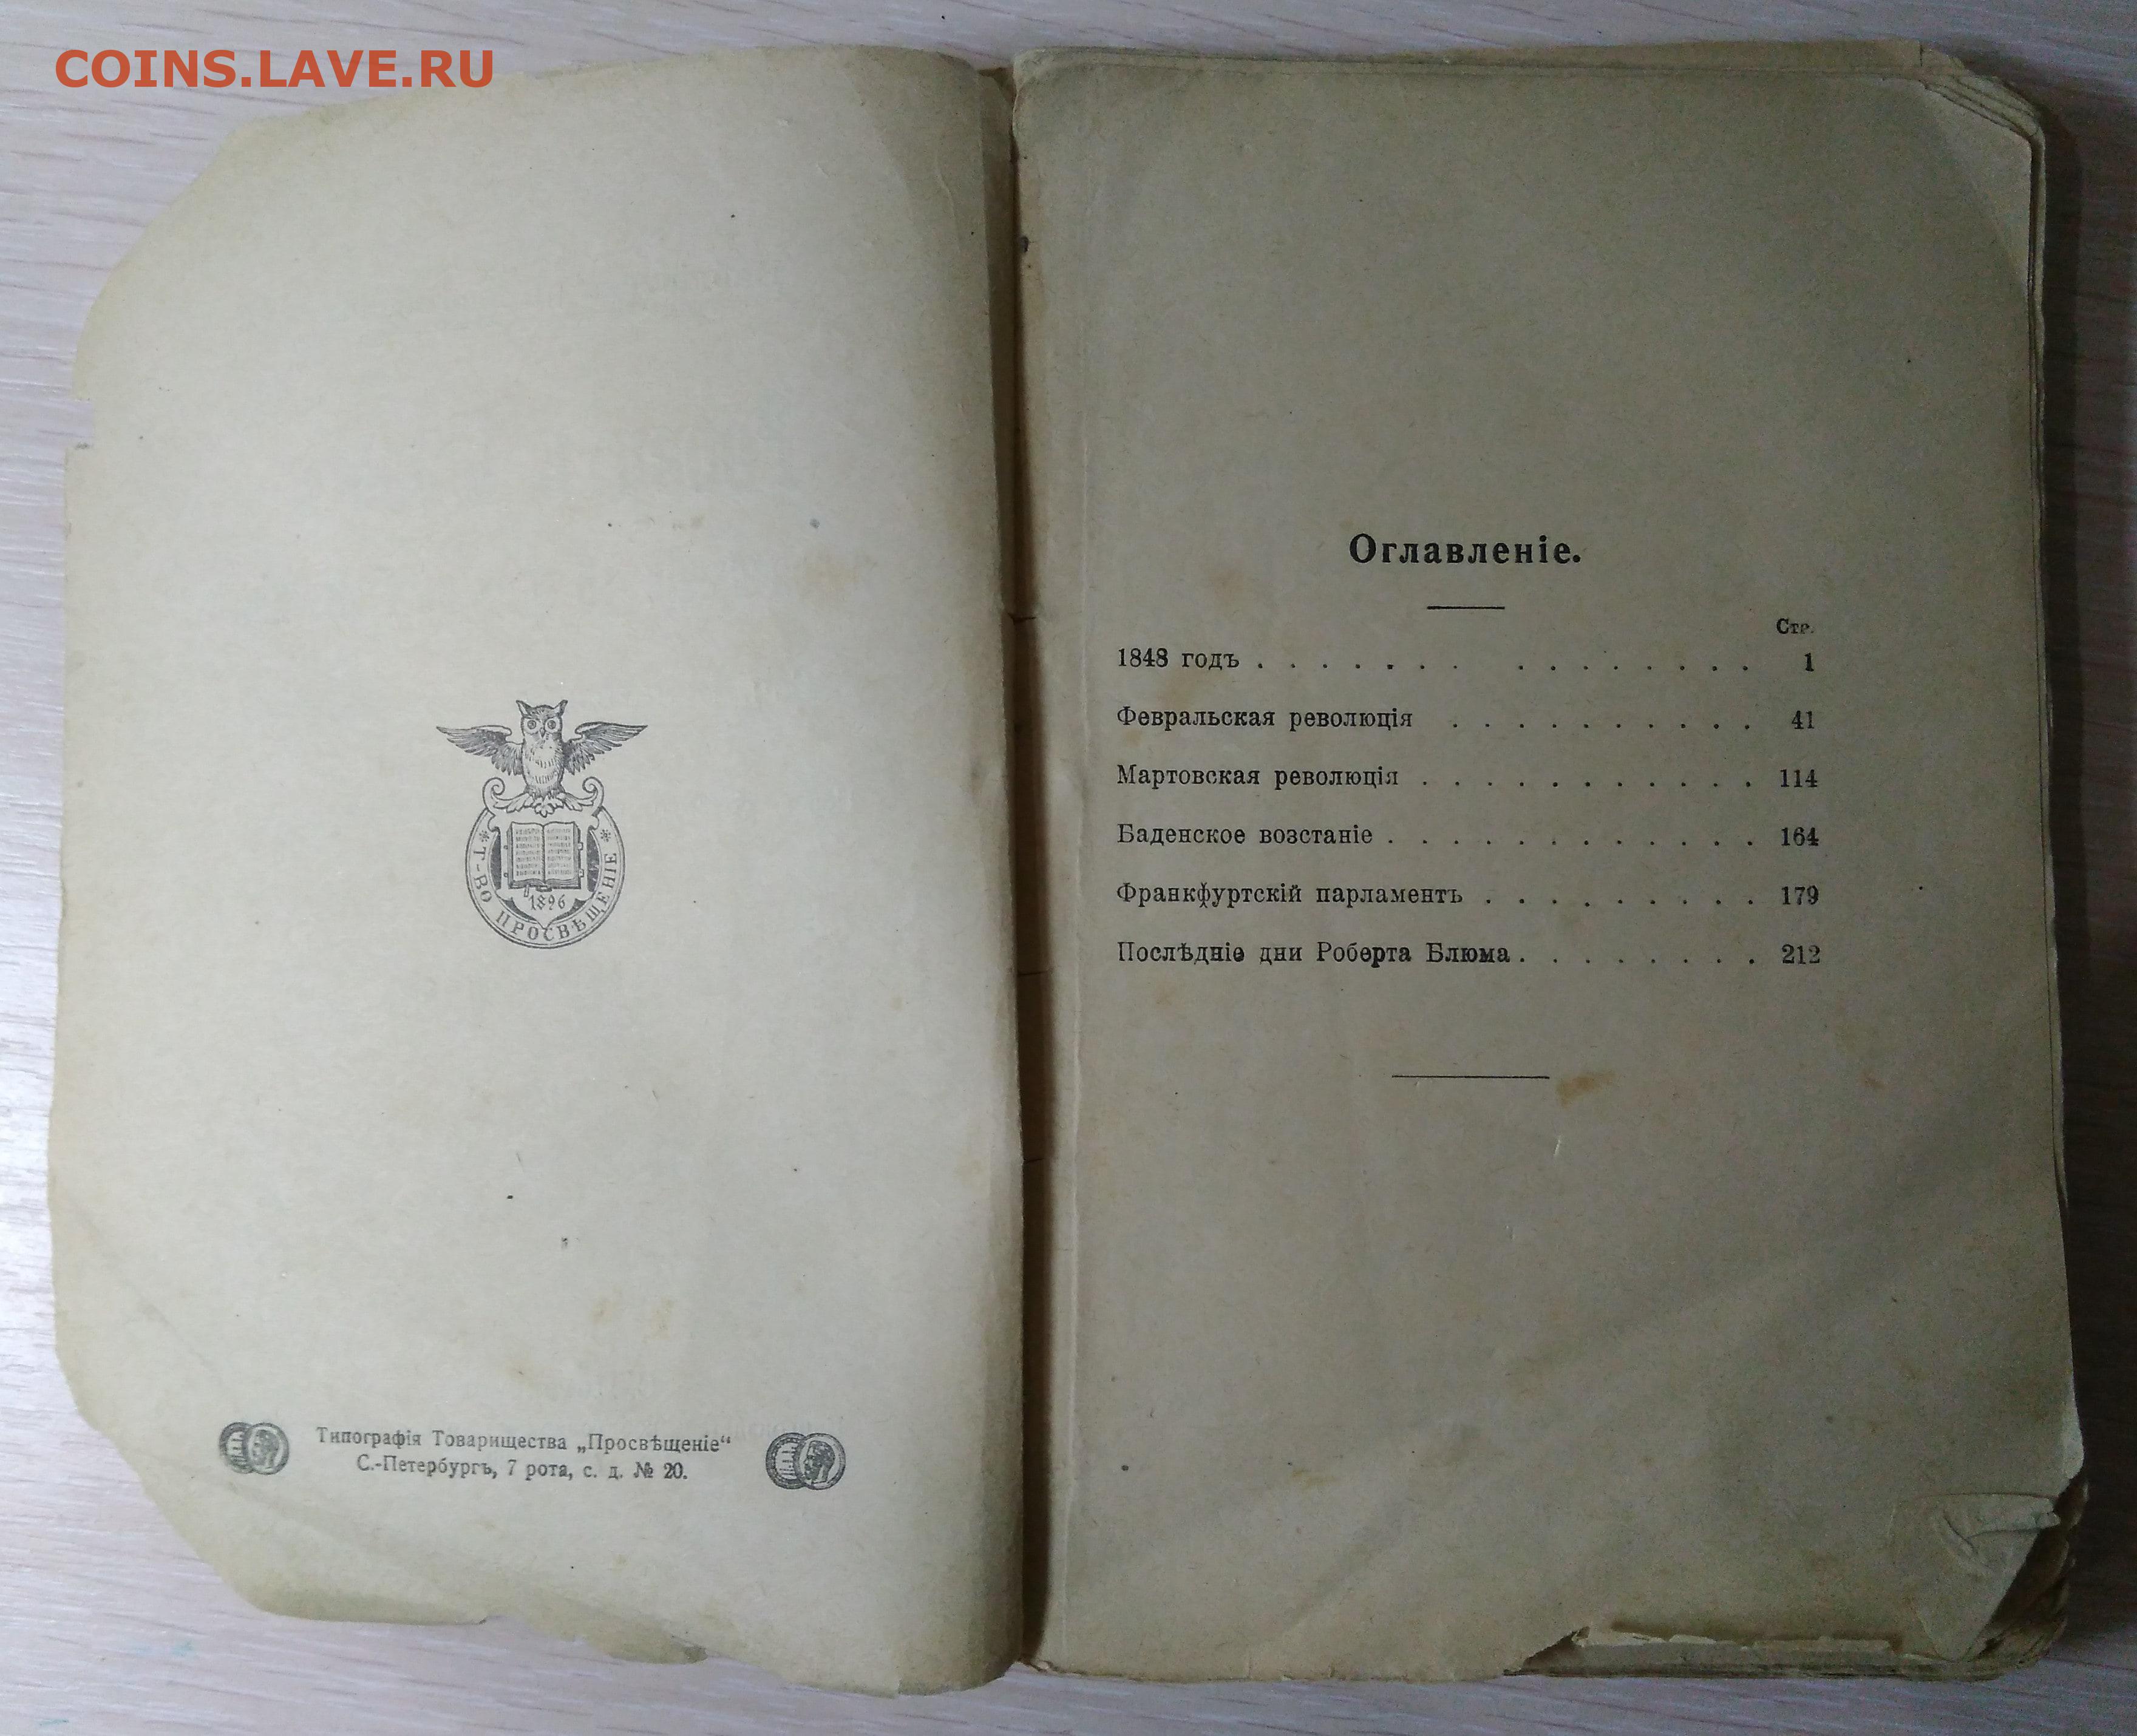 COINS.LAVE.RU
Т-ВО ПРОСВѢЩЕНІЕ
1896
Типографія Товарищества „Просвѣщеніе“
С.-Петербургъ, 7 рота, с. д. № 20.
Оглавленіе.
Стр.
1848 годъ . . . . . . . . . . . . . . . 1
Февральская революція . . . . . . . . . . 41
Мартовская революція . . . . . . . . . . . 114
Баденское возстаніе . . . . . . . . . . . . 164
Франкфуртскій парламентъ . . . . . . . . . 179
Послѣдніе дни Роберта Блюма . . . . . . . . 212